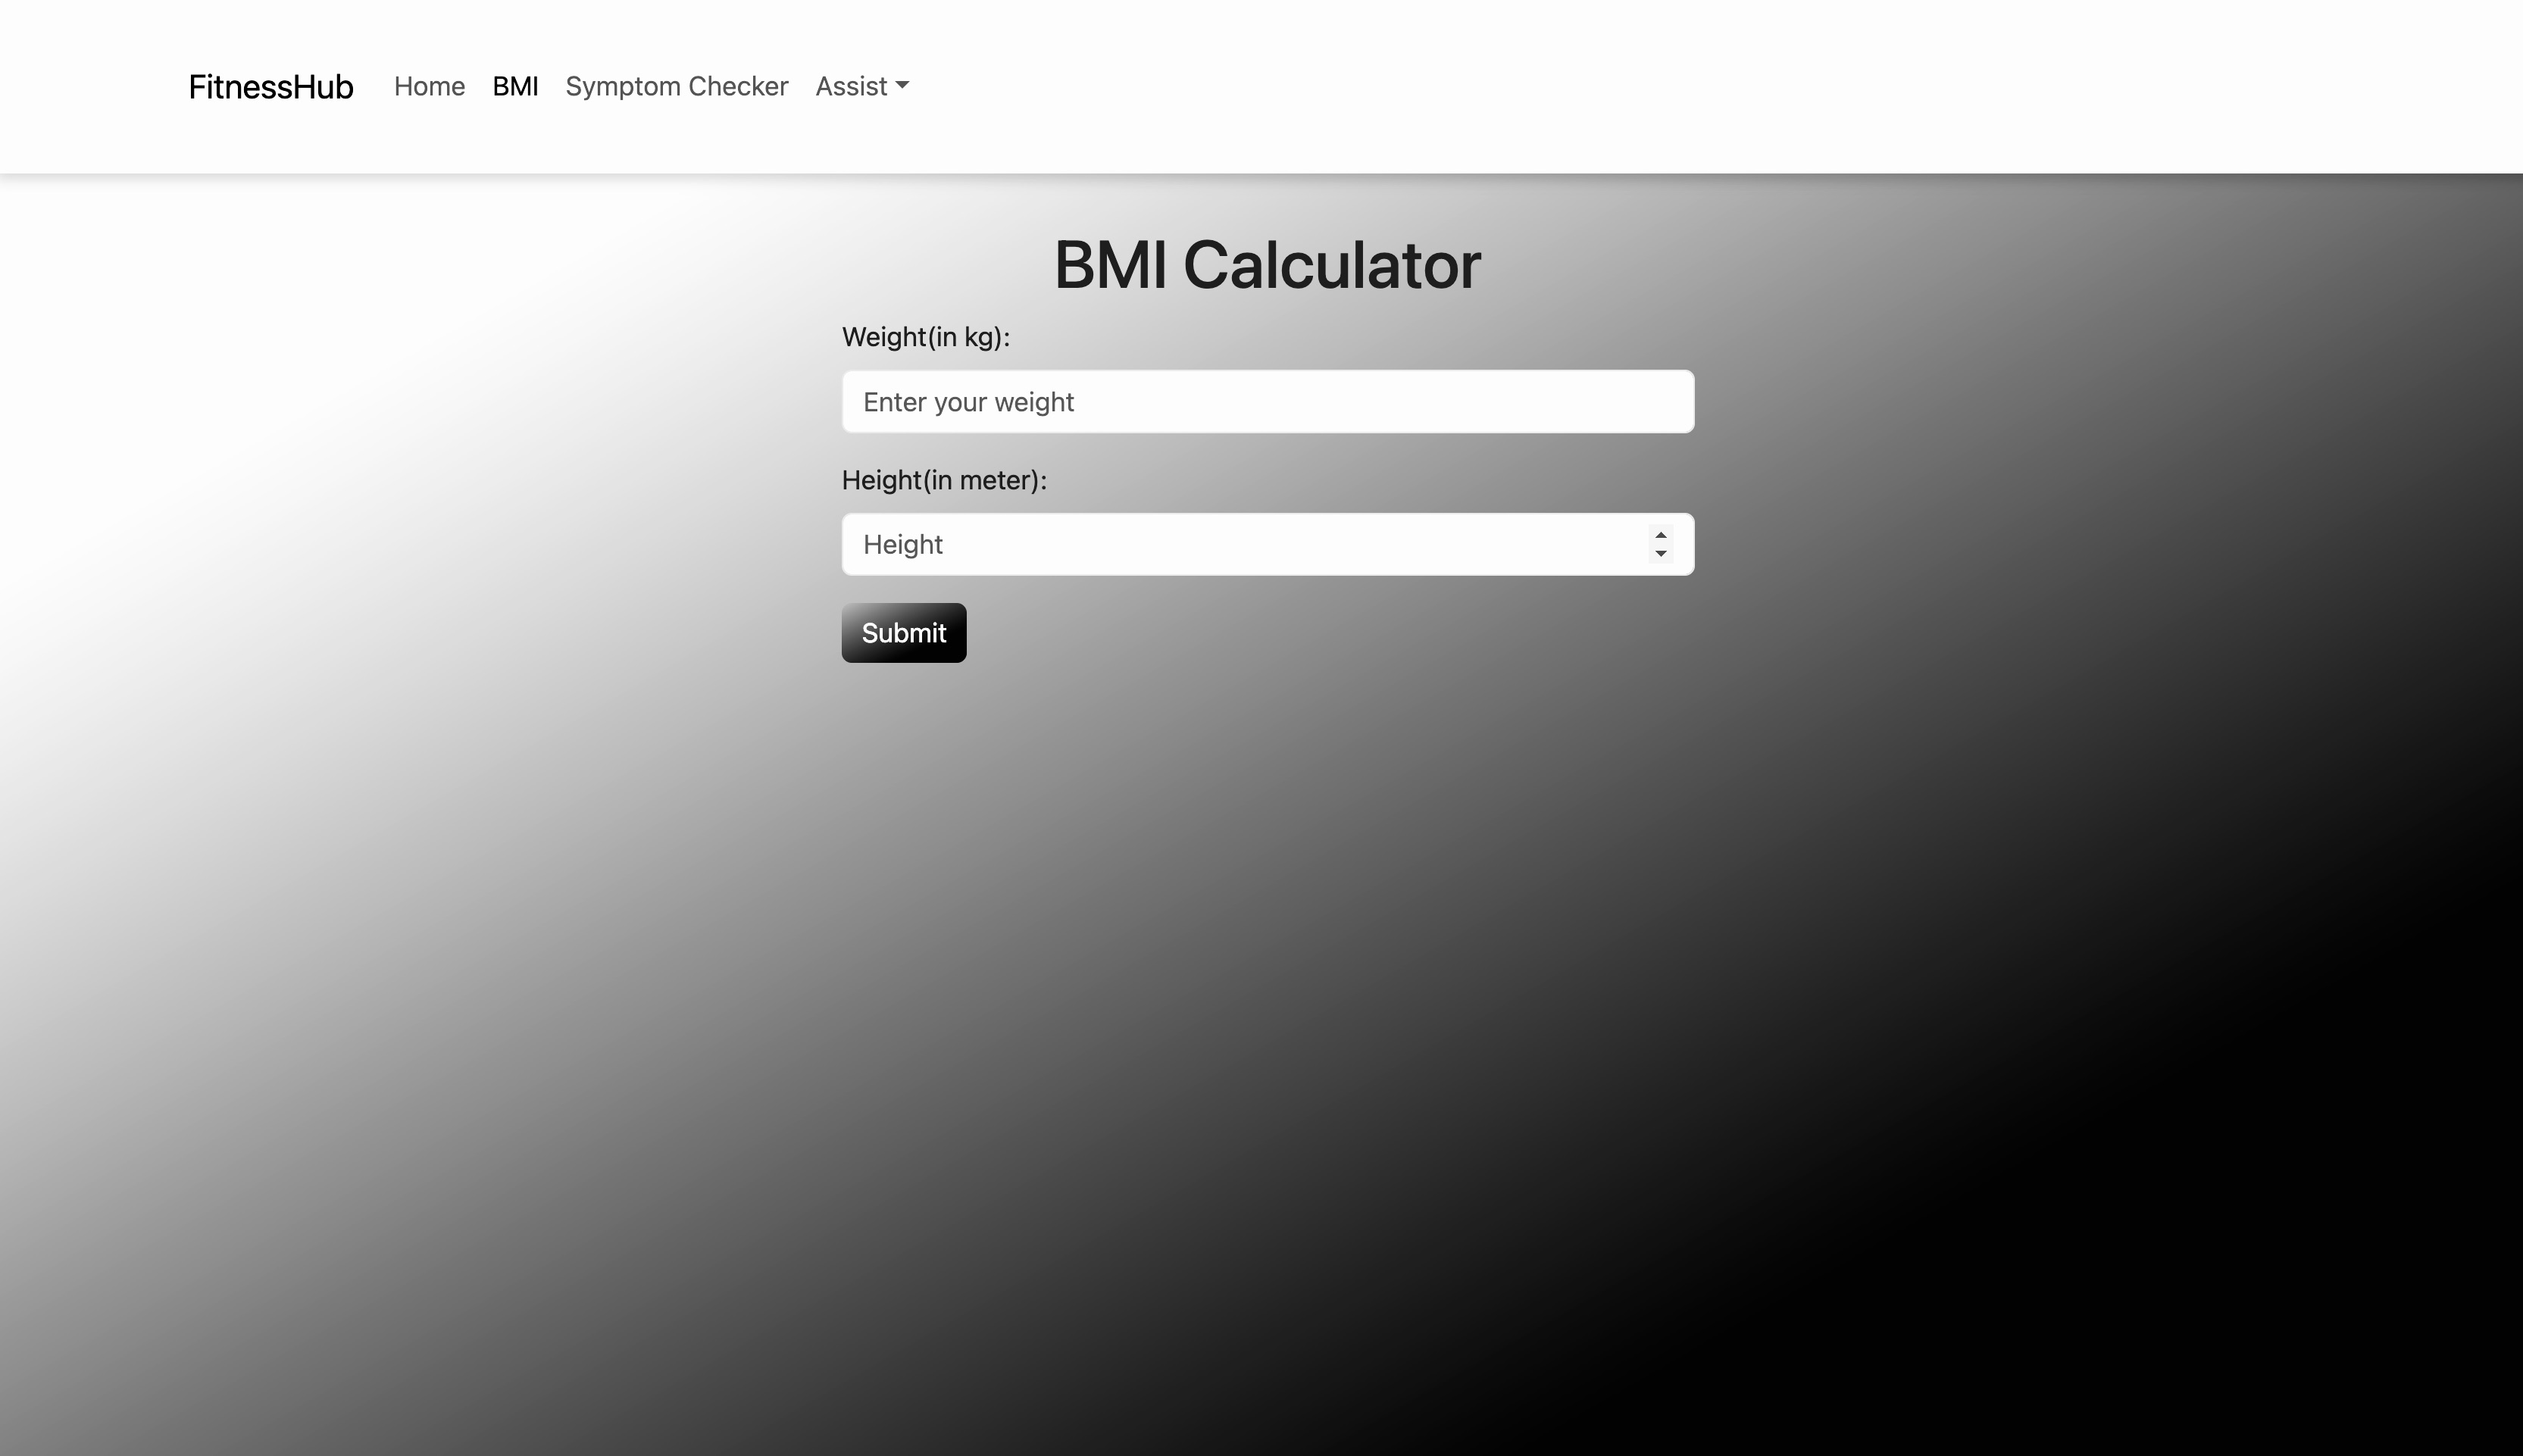 FitnessHub Home BMI Symptom Checker Assist
BMI Calculator
Weight(in kg):
Enter your weight
Height(in meter):
Height
Submit